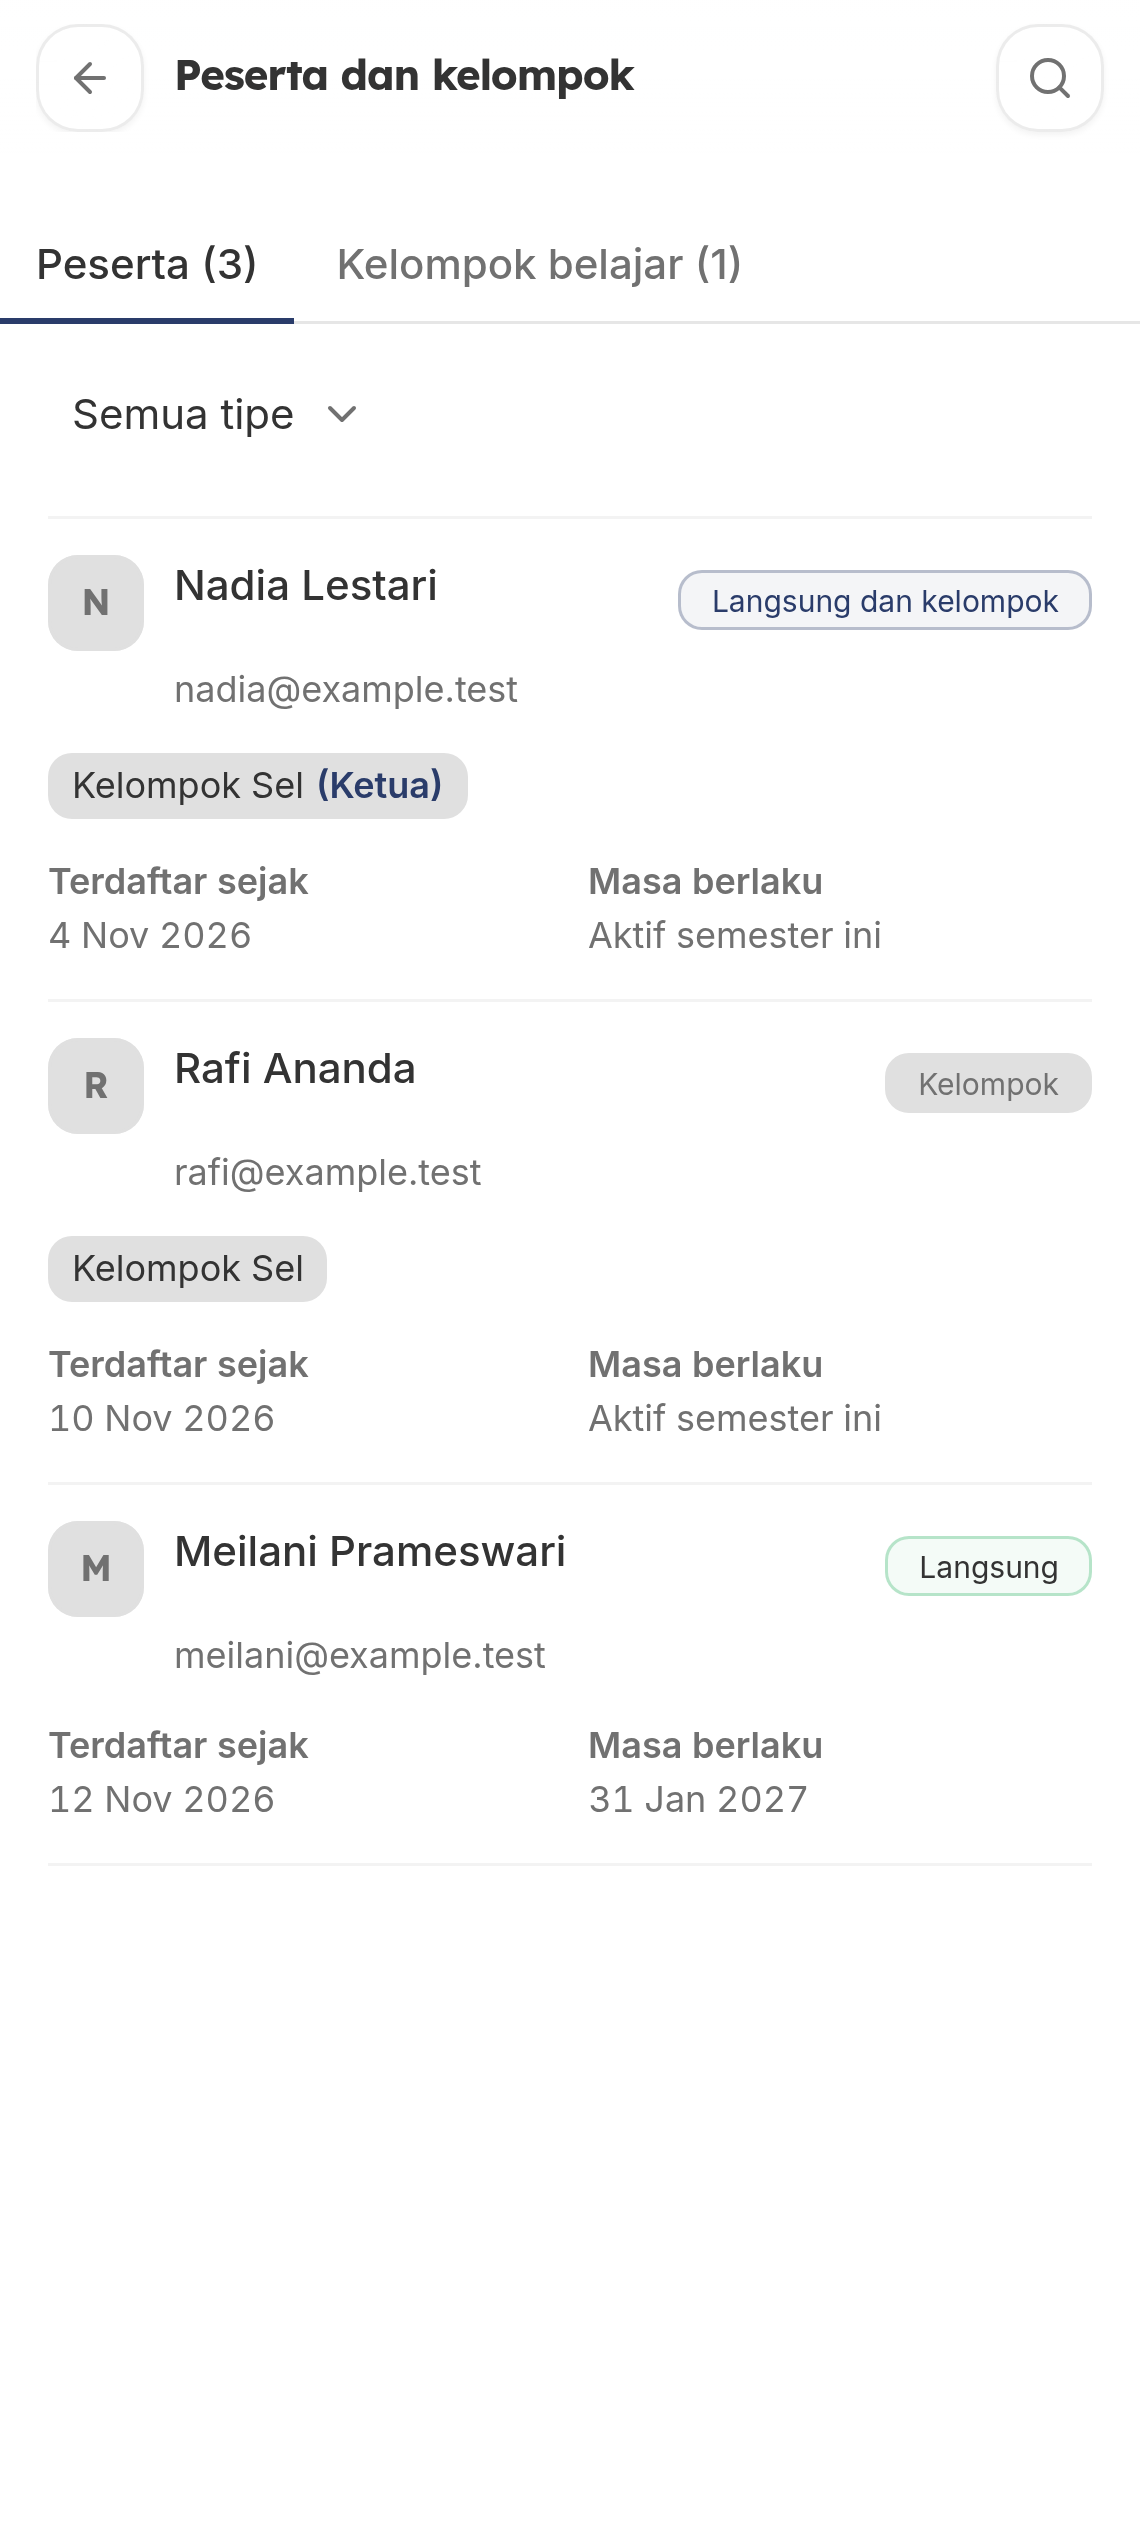 Peserta dan kelompok
Peserta (3)
Kelompok belajar (1)
Semua tipe
N
Nadia Lestari
Langsung dan kelompok
nadia@example.test
Kelompok Sel (Ketua)
Terdaftar sejak
Masa berlaku
4 Nov 2026
Aktif semester ini
R
Rafi Ananda
Kelompok
rafi@example.test
Kelompok Sel
Terdaftar sejak
Masa berlaku
10 Nov 2026
Aktif semester ini
M
Meilani Prameswari
Langsung
meilani@example.test
Terdaftar sejak
Masa berlaku
12 Nov 2026
31 Jan 2027